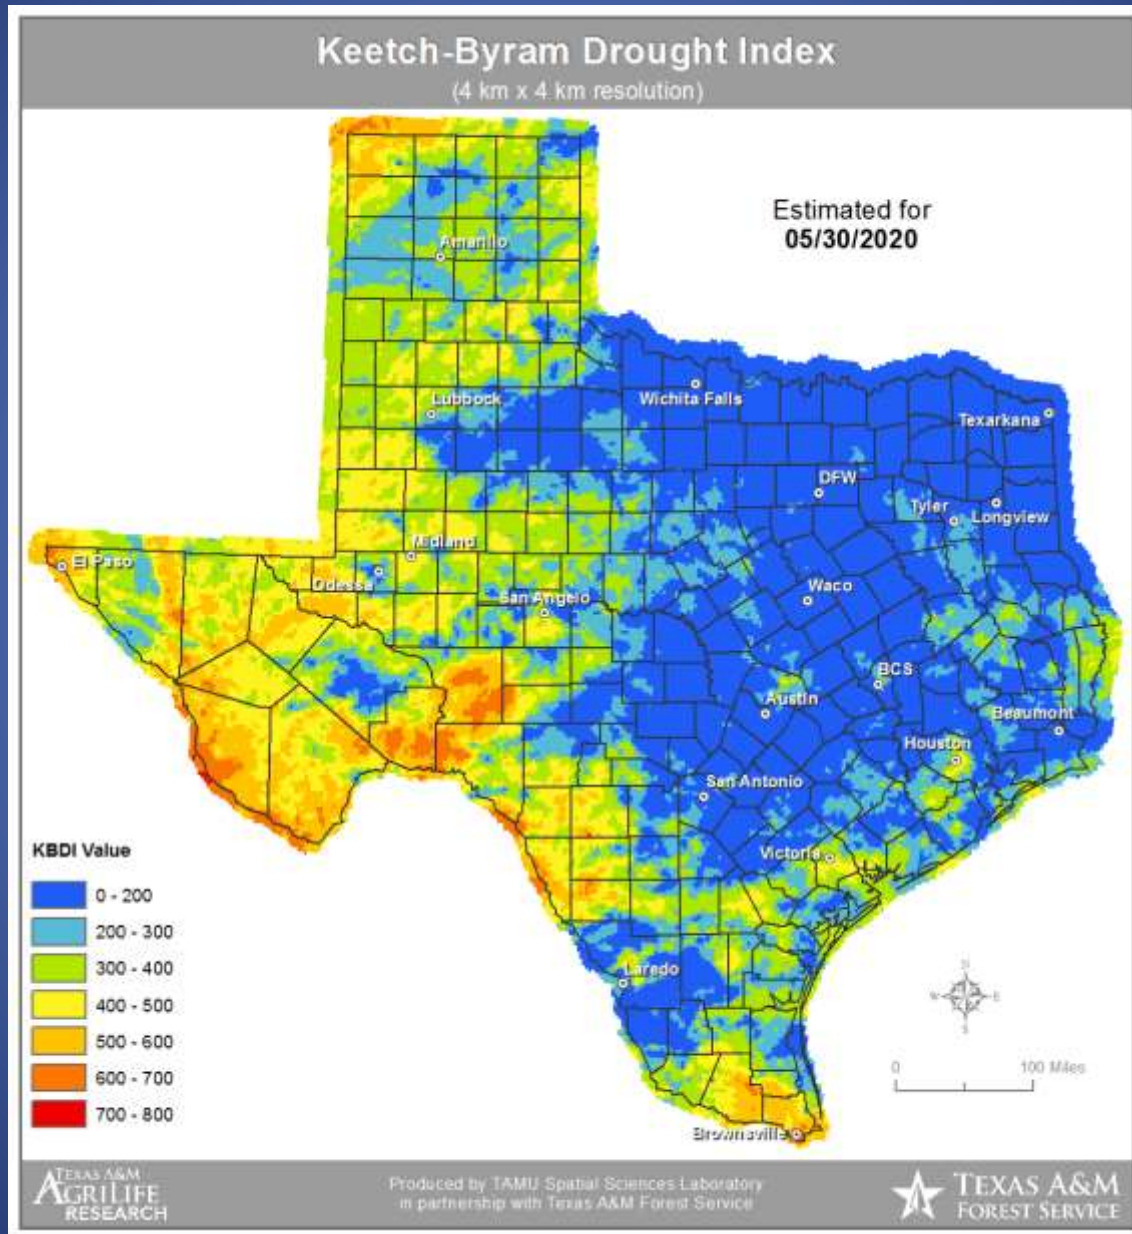 Keetch-Byram Drought Index
(4 km x 4 km resolution)
Estimated for
05/30/2020
Amarillo
Lubbock
Wichita Falls
Texarkana
DFW
Tyler
Longview
El Paso
Midland
Odessa
San Angelo
Waco
BCS
Austin
Beaumont
Houston
San Antonio
Victoria
Laredo
Brownsville
KBDI Value
0 - 200
200 - 300
300 - 400
400 - 500
500 - 600
600 - 700
700 - 800
N
W E
S
0 100 Miles
TEXAS A&M
AGRILIFE
RESEARCH
Produced by TAMU Spatial Sciences Laboratory
in partnership with Texas A&M Forest Service
TEXAS A&M
FOREST SERVICE